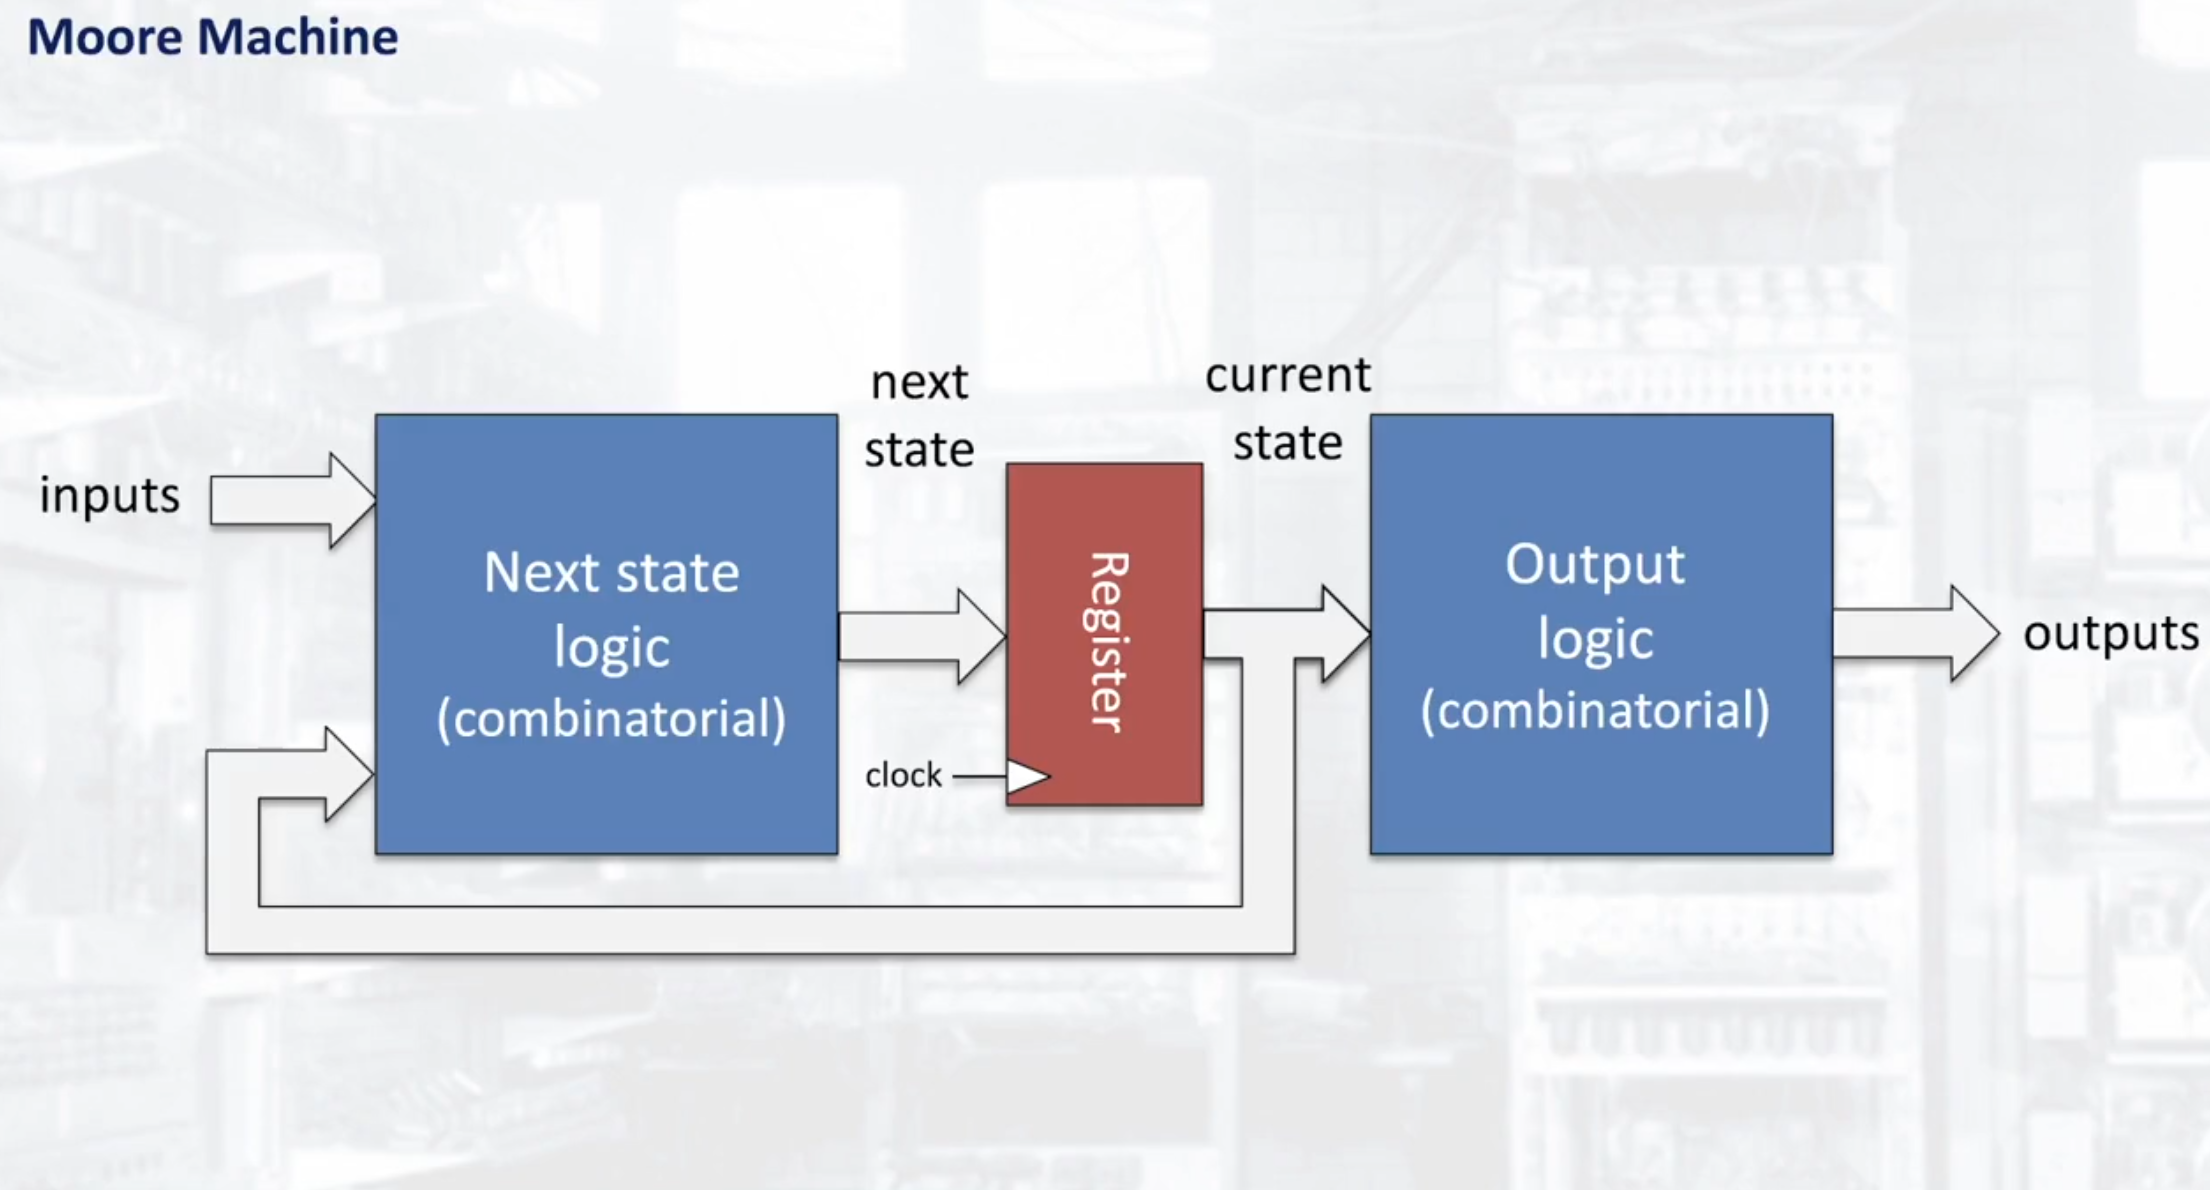 Moore Machine
inputs
Next state
logic
(combinatorial)
next
state
Register
clock
current
state
Output
logic
(combinatorial)
outputs